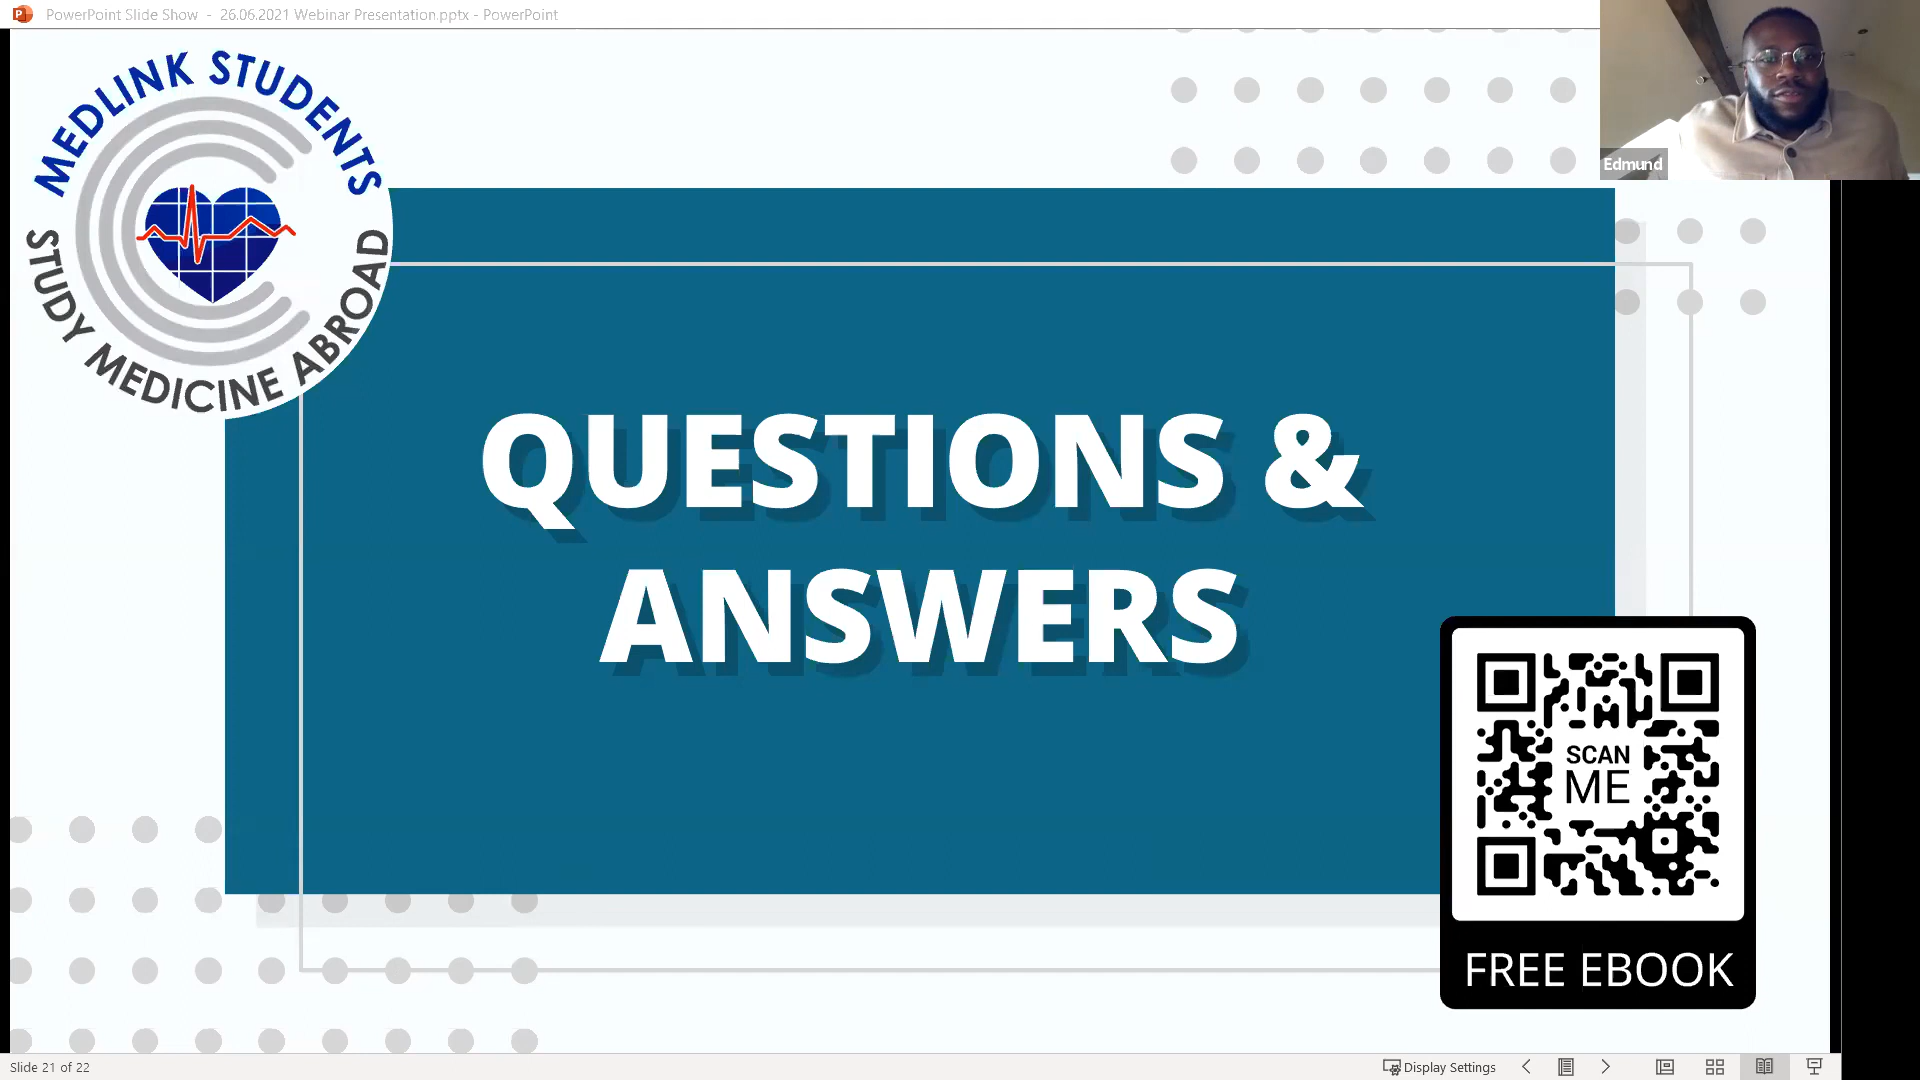 PowerPoint Slide Show - 26.06.2021 Webinar Presentation.pptx - PowerPoint
Edmund
MEDLINK STUDENTS
STUDY MEDICINE ABROAD
QUESTIONS &
ANSWERS
SCAN
ME
FREE EBOOK
Slide 21 of 22
Display Settings